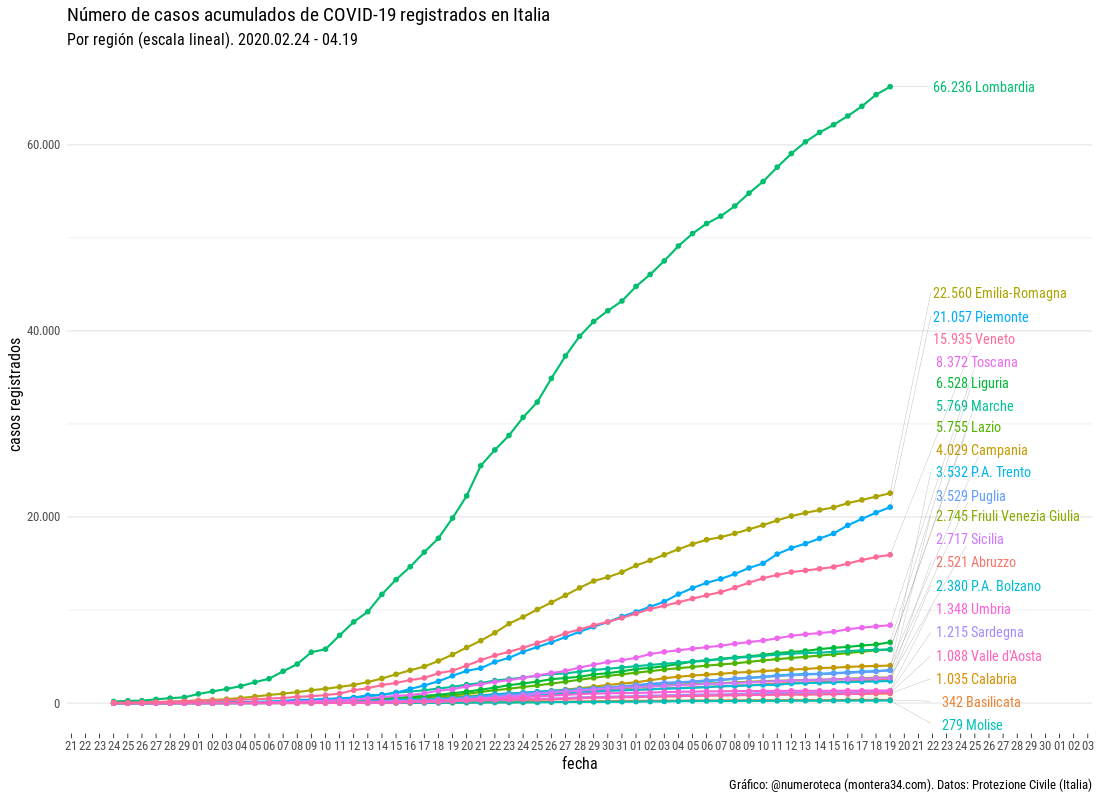 Número de casos acumulados de COVID-19 registrados en Italia
Por región (escala lineal). 2020.02.24 - 04.19
casos registrados
60.000
40.000
20.000
0
66.236 Lombardia
22.560 Emilia-Romagna
21.057 Piemonte
15.935 Veneto
8.372 Toscana
6.528 Liguria
5.769 Marche
5.755 Lazio
4.029 Campania
3.532 P.A. Trento
3.529 Puglia
2.745 Friuli Venezia Giulia
2.717 Sicilia
2.521 Abruzzo
2.380 P.A. Bolzano
1.348 Umbria
1.215 Sardegna
1.088 Valle d'Aosta
1.035 Calabria
342 Basilicata
279 Molise
21 22 23 24 25 26 27 28 29 01 02 03 04 05 06 07 08 09 10 11 12 13 14 15 16 17 18 19 20 21 22 23 24 25 26 27 28 29 30 31 01 02 03 04 05 06 07 08 09 10 11 12 13 14 15 16 17 18 19 20 21 22 23 24 25 26 27 28 29 30 01 02 03
fecha
Gráfico: @numeroteca (montera34.com). Datos: Protezione Civile (Italia)